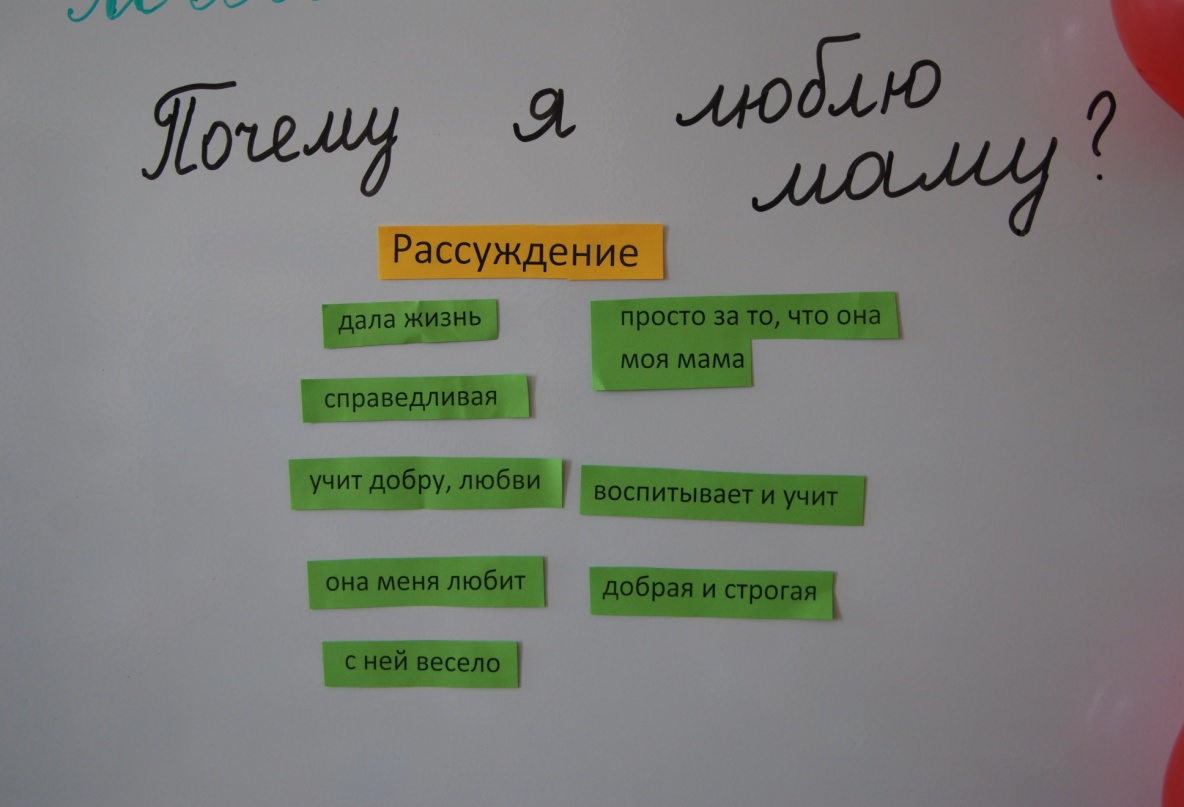 Почему я люблю
маму?
Рассуждение
дала жизнь
справедливая
учит добру, любви
она меня любит
с ней весело
просто за то, что она
моя мама
воспитывает и учит
добрая и строгая